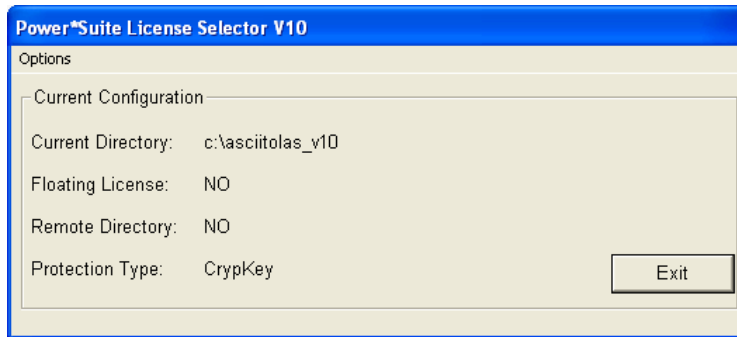 Power*Suite License Selector V10
Options
Current Configuration
Current Directory: c:\asciitolas_v10
Floating License: NO
Remote Directory: NO
Protection Type: CrypKey
Exit